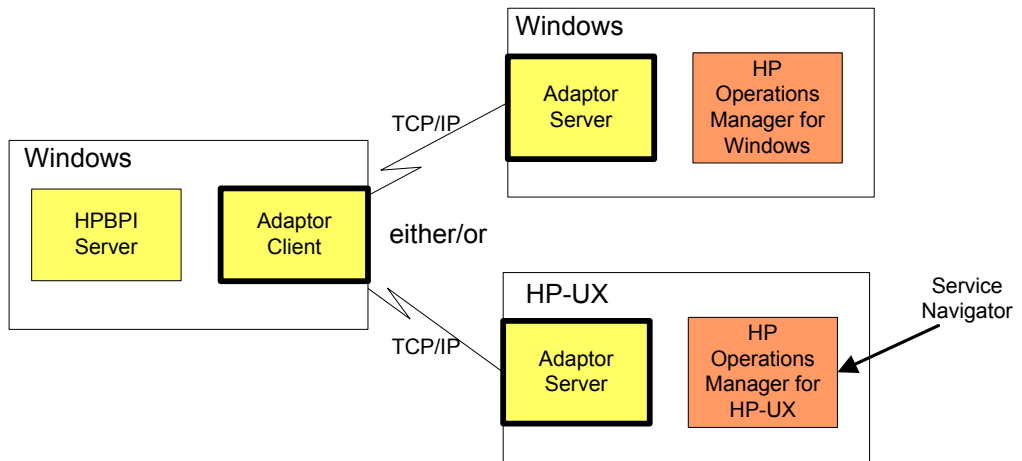 Windows
Adaptor
Server
HP
Operations
Manager for
Windows
TCP/IP
Windows
HPBPI
Server
Adaptor
Client
either/or
HP-UX
Service
Navigator
TCP/IP
Adaptor
Server
HP
Operations
Manager for
HP-UX